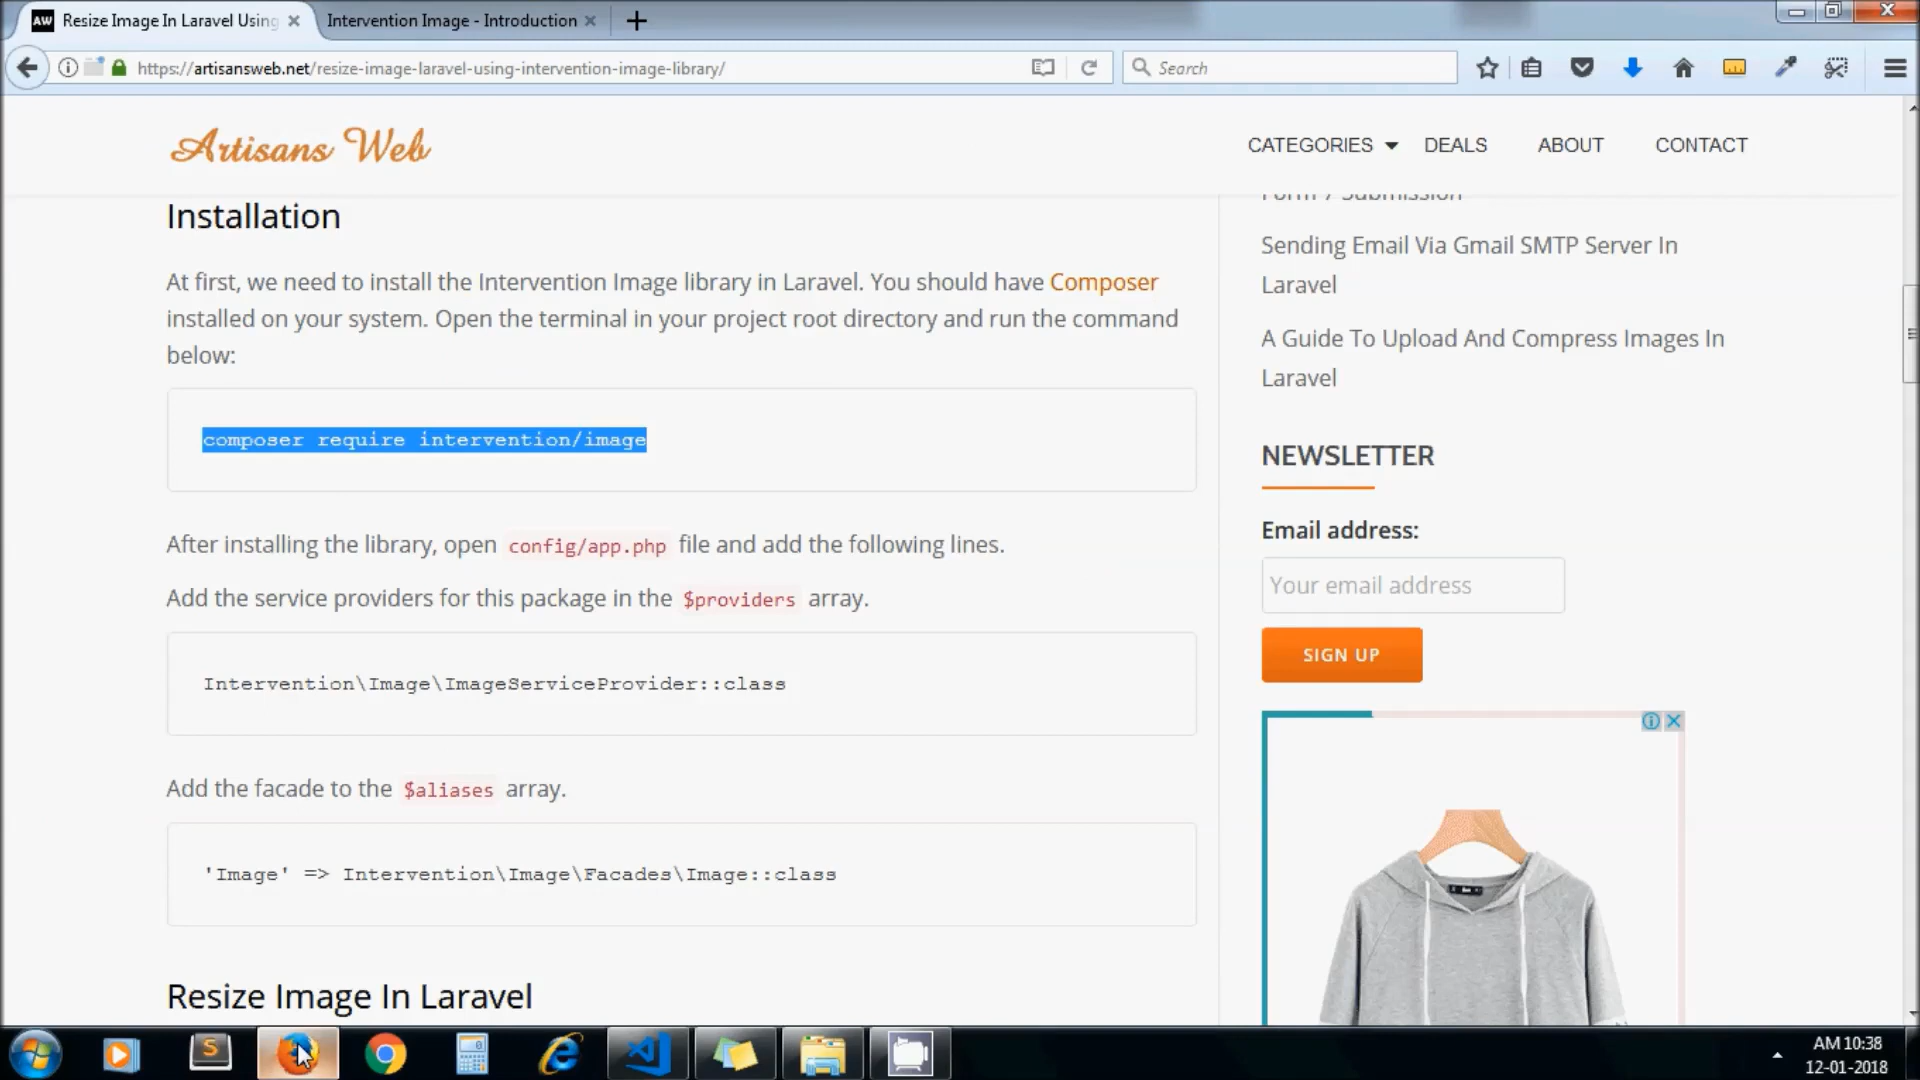 AW Resize Image In Laravel Using
Intervention Image - Introduction
https://artisansweb.net/resize-image-laravel-using-intervention-image-library/
Search
Artisans Web
CATEGORIES
DEALS
ABOUT
CONTACT
Installation
At first, we need to install the Intervention Image library in Laravel. You should have Composer
installed on your system. Open the terminal in your project root directory and run the command
below:
composer require intervention/image
After installing the library, open config/app.php file and add the following lines.
Add the service providers for this package in the $providers array.
Intervention\Image\ImageServiceProvider::class
Add the facade to the $aliases array.
'Image' => Intervention\Image\Facades\Image::class
Resize Image In Laravel
Form 7 Submission
Sending Email Via Gmail SMTP Server In
Laravel
A Guide To Upload And Compress Images In
Laravel
NEWSLETTER
Email address:
Your email address
SIGN UP
AM 10:38
12-01-2018